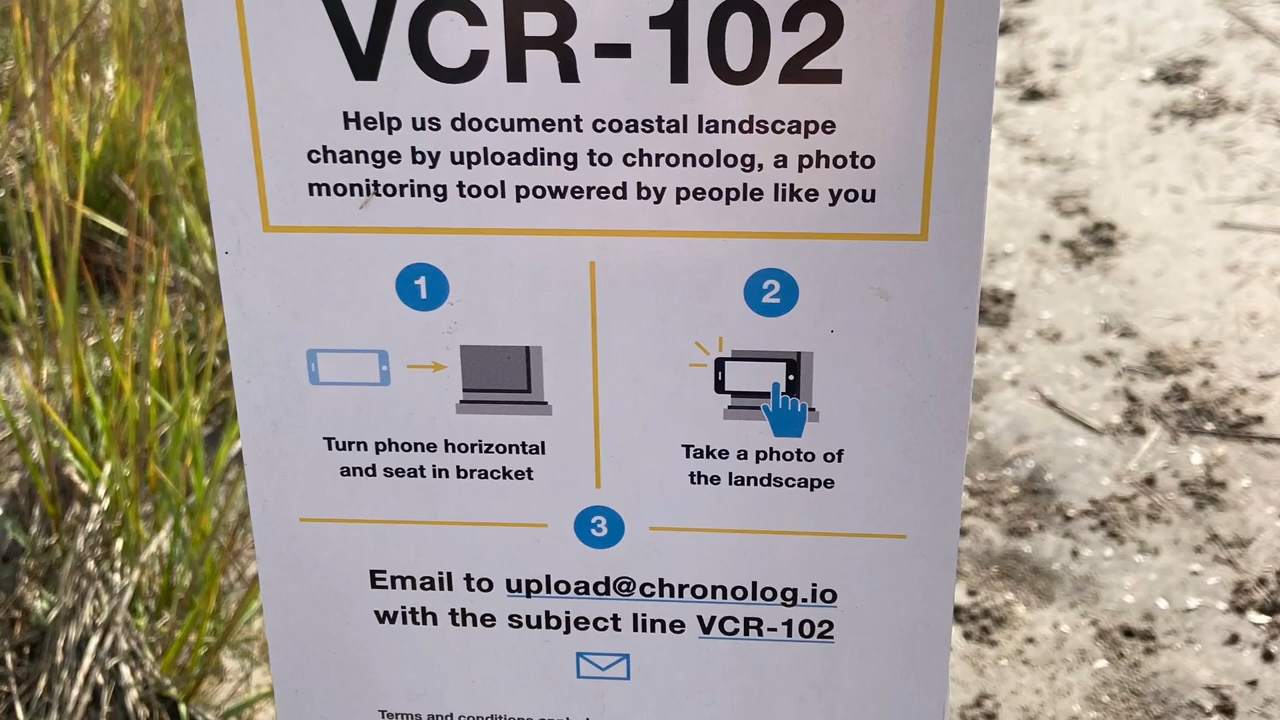 VCR-102
Help us document coastal landscape
change by uploading to chronolog, a photo
monitoring tool powered by people like you
1
2
Turn phone horizontal
and seat in bracket
Take a photo of
the landscape
3
Email to upload@chronolog.io
with the subject line VCR-102
Terms and conditions